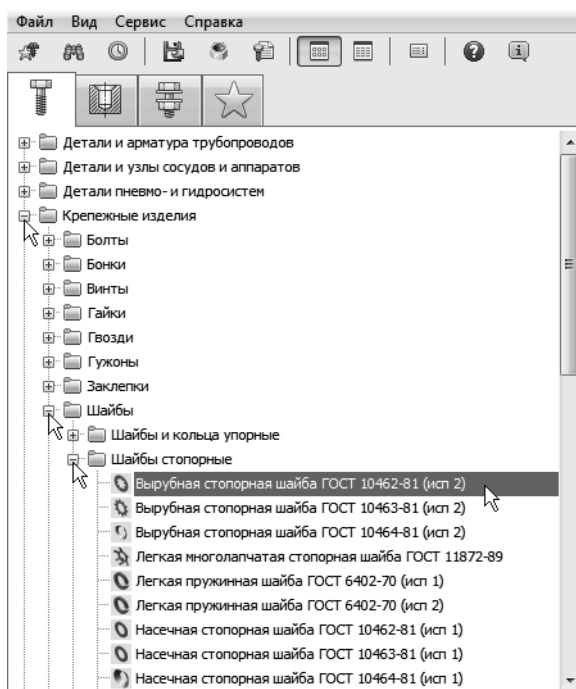 Файл Вид Сервис Справка
Детали и арматура трубопроводов
Детали и узлы сосудов и аппаратов
Детали пневмо- и гидросистем
Крепежные изделия
Болты
Бонки
Винты
Гайки
Гвозди
Гужоны
Заклепки
Шайбы
Шайбы и кольца упорные
Шайбы стопорные
Вырубная стопорная шайба ГОСТ 10462-81 (исп 2)
Вырубная стопорная шайба ГОСТ 10463-81 (исп 2)
Вырубная стопорная шайба ГОСТ 10464-81 (исп 2)
Легкая многолапчатая стопорная шайба ГОСТ 11872-89
Легкая пружинная шайба ГОСТ 6402-70 (исп 1)
Легкая пружинная шайба ГОСТ 6402-70 (исп 2)
Насечная стопорная шайба ГОСТ 10462-81 (исп 1)
Насечная стопорная шайба ГОСТ 10463-81 (исп 1)
Насечная стопорная шайба ГОСТ 10464-81 (исп 1)